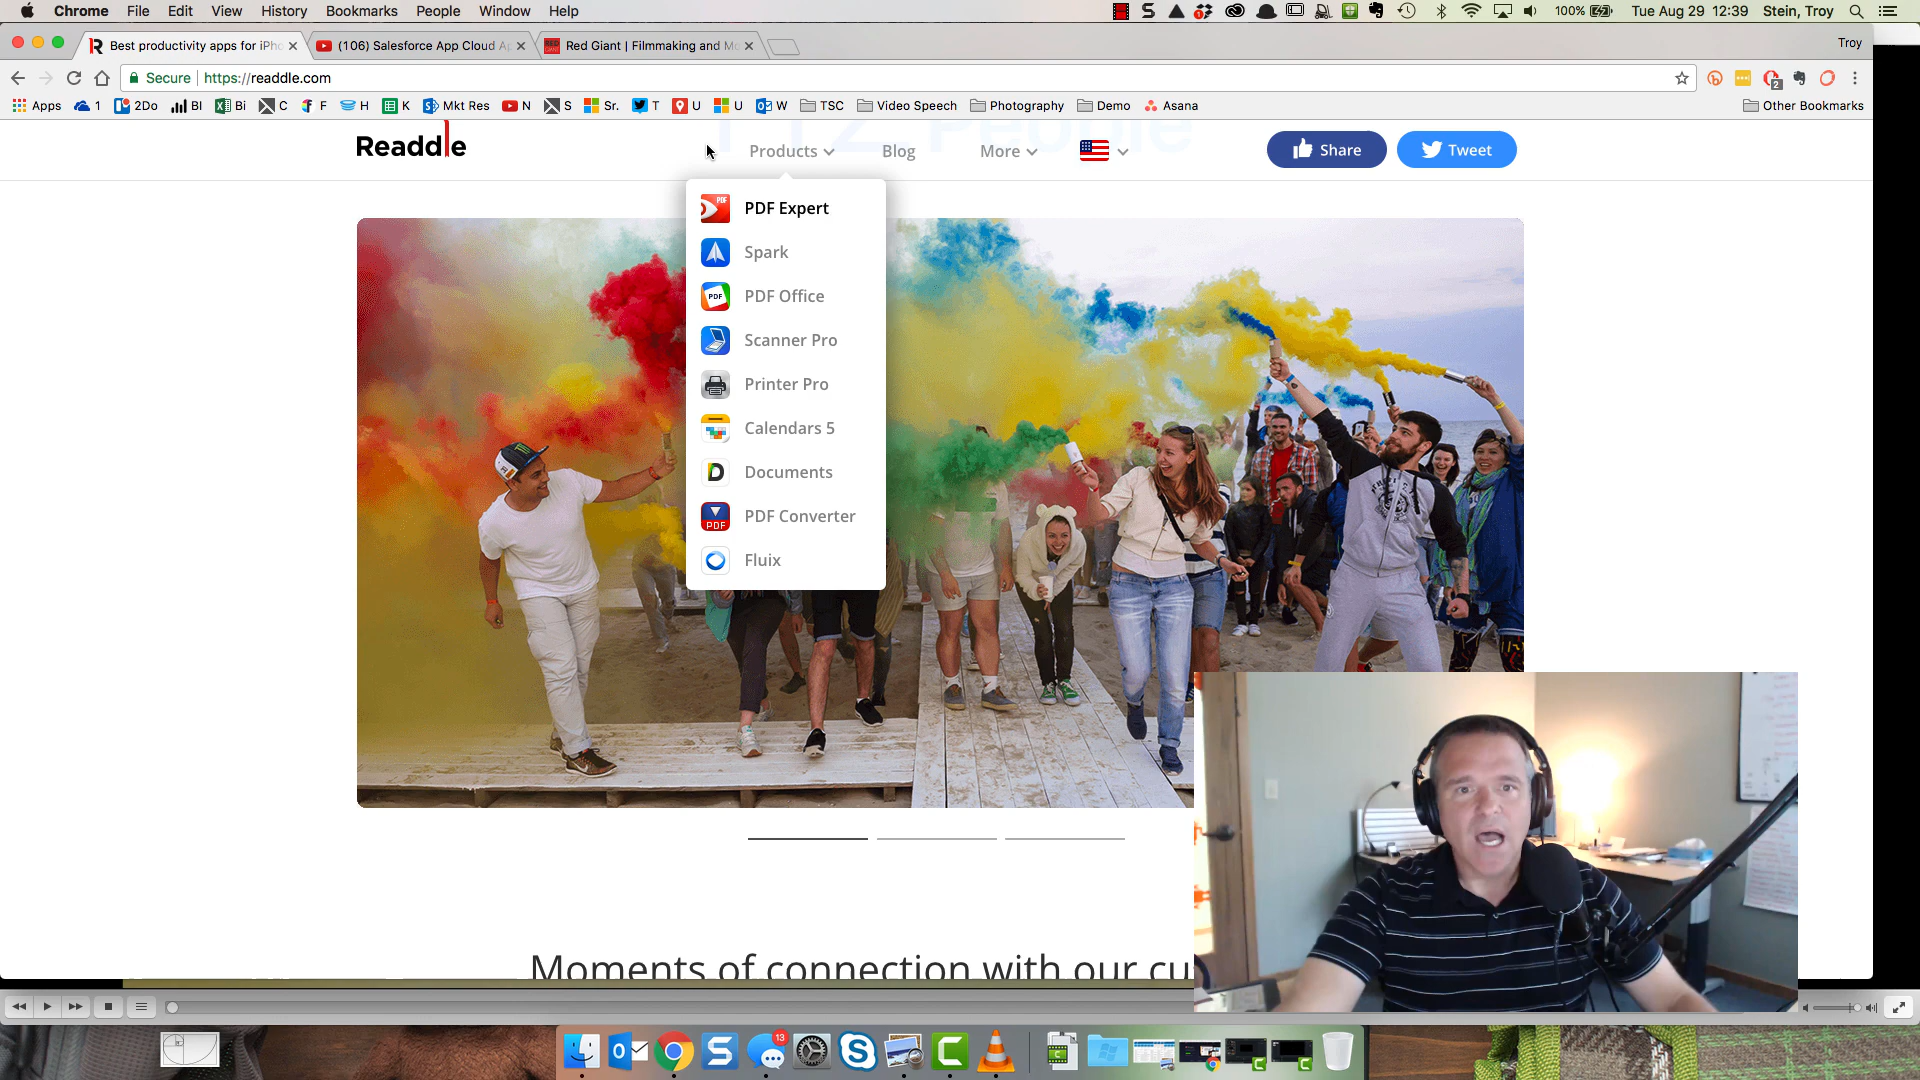 Chrome File Edit View History Bookmarks People Window Help 100% Tue Aug 29 12:39 Stein, Troy
Best productivity apps for iPho (106) Salesforce App Cloud A Red Giant | Filmmaking and Mo Troy
Secure https://readdle.com
Apps 1 2Do BI Bi C F H K Mkt Res N S Sr. T U U W TSC Video Speech Photography Demo Asana Other Bookmarks
Readdle Products Blog More Share Tweet
PDF Expert
Spark
PDF Office
Scanner Pro
Printer Pro
Calendars 5
Documents
PDF Converter
Fluix
Moments of connection with our cu
13